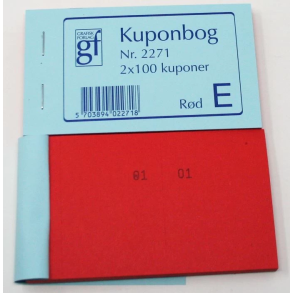 GRAFISK
FORLAG
gf
Kuponbog
Nr. 2271
2x100 kuponer
Rød E
5 703894 022718
01 01